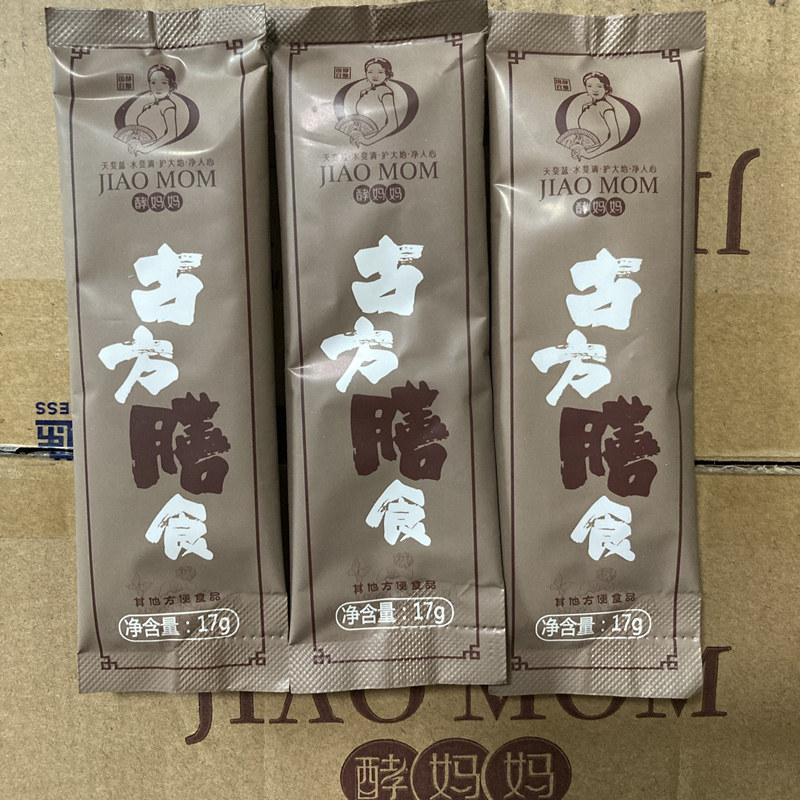 天变蓝·水变清·护大地·净人心
JIAO MOM
酵妈妈
古方膳食
其他方便食品
净含量：17g
天变蓝·水变清·护大地·净人心
JIAO MOM
酵妈妈
古方膳食
其他方便食品
净含量：17g
天变蓝·水变清·护大地·净人心
JIAO MOM
酵妈妈
古方膳食
其他方便食品
净含量：17g
ESS
JIAO MOM
酵妈妈